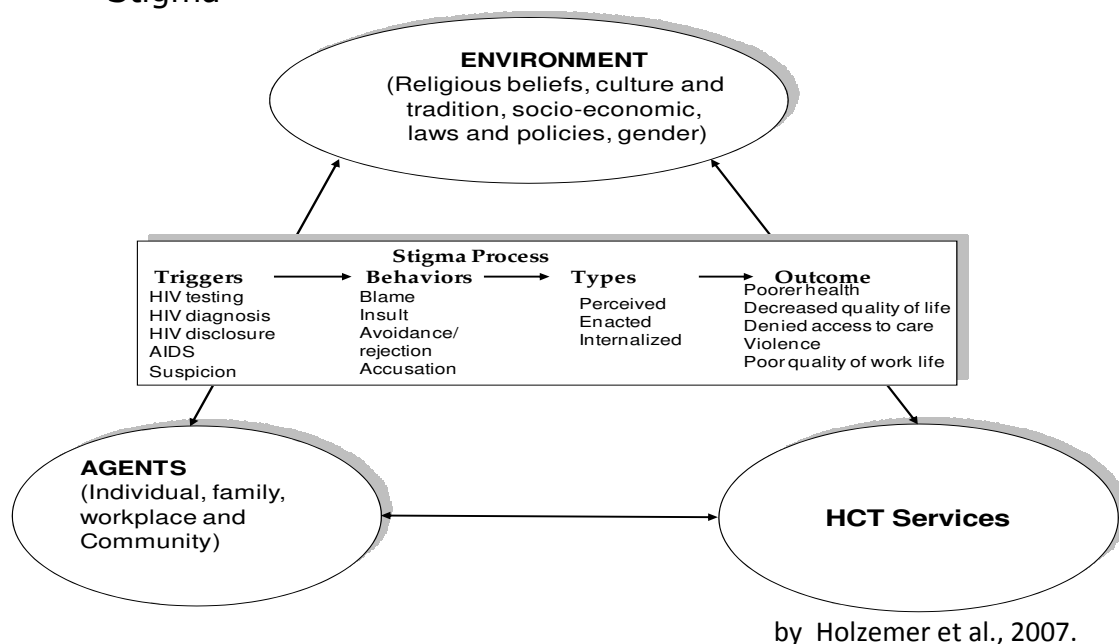 Stigma
ENVIRONMENT
(Religious beliefs, culture and
tradition, socio-economic,
laws and policies, gender)
Stigma Process
Triggers
HIV testing
HIV diagnosis
HIV disclosure
AIDS
Suspicion
Behaviors
Blame
Insult
Avoidance/
rejection
Accusation
Types
Perceived
Enacted
Internalized
Outcome
Poorer health
Decreased quality of life
Denied access to care
Violence
Poor quality of work life
AGENTS
(Individual, family,
workplace and
Community)
HCT Services
by Holzemer et al., 2007.